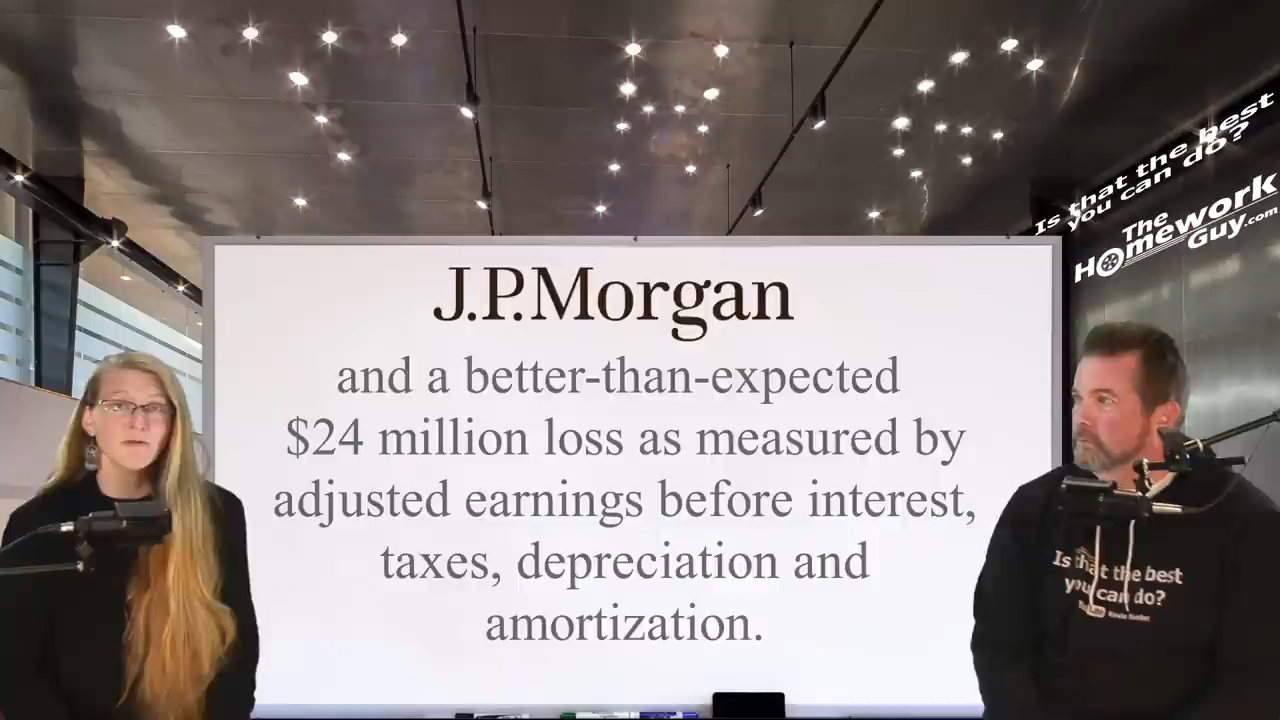 Is that the best
you can do?
The
Homework
Guy.com
J.P.Morgan
and a better-than-expected
$24 million loss as measured by
adjusted earnings before interest,
taxes, depreciation and
amortization.
Is that the best
you can do?